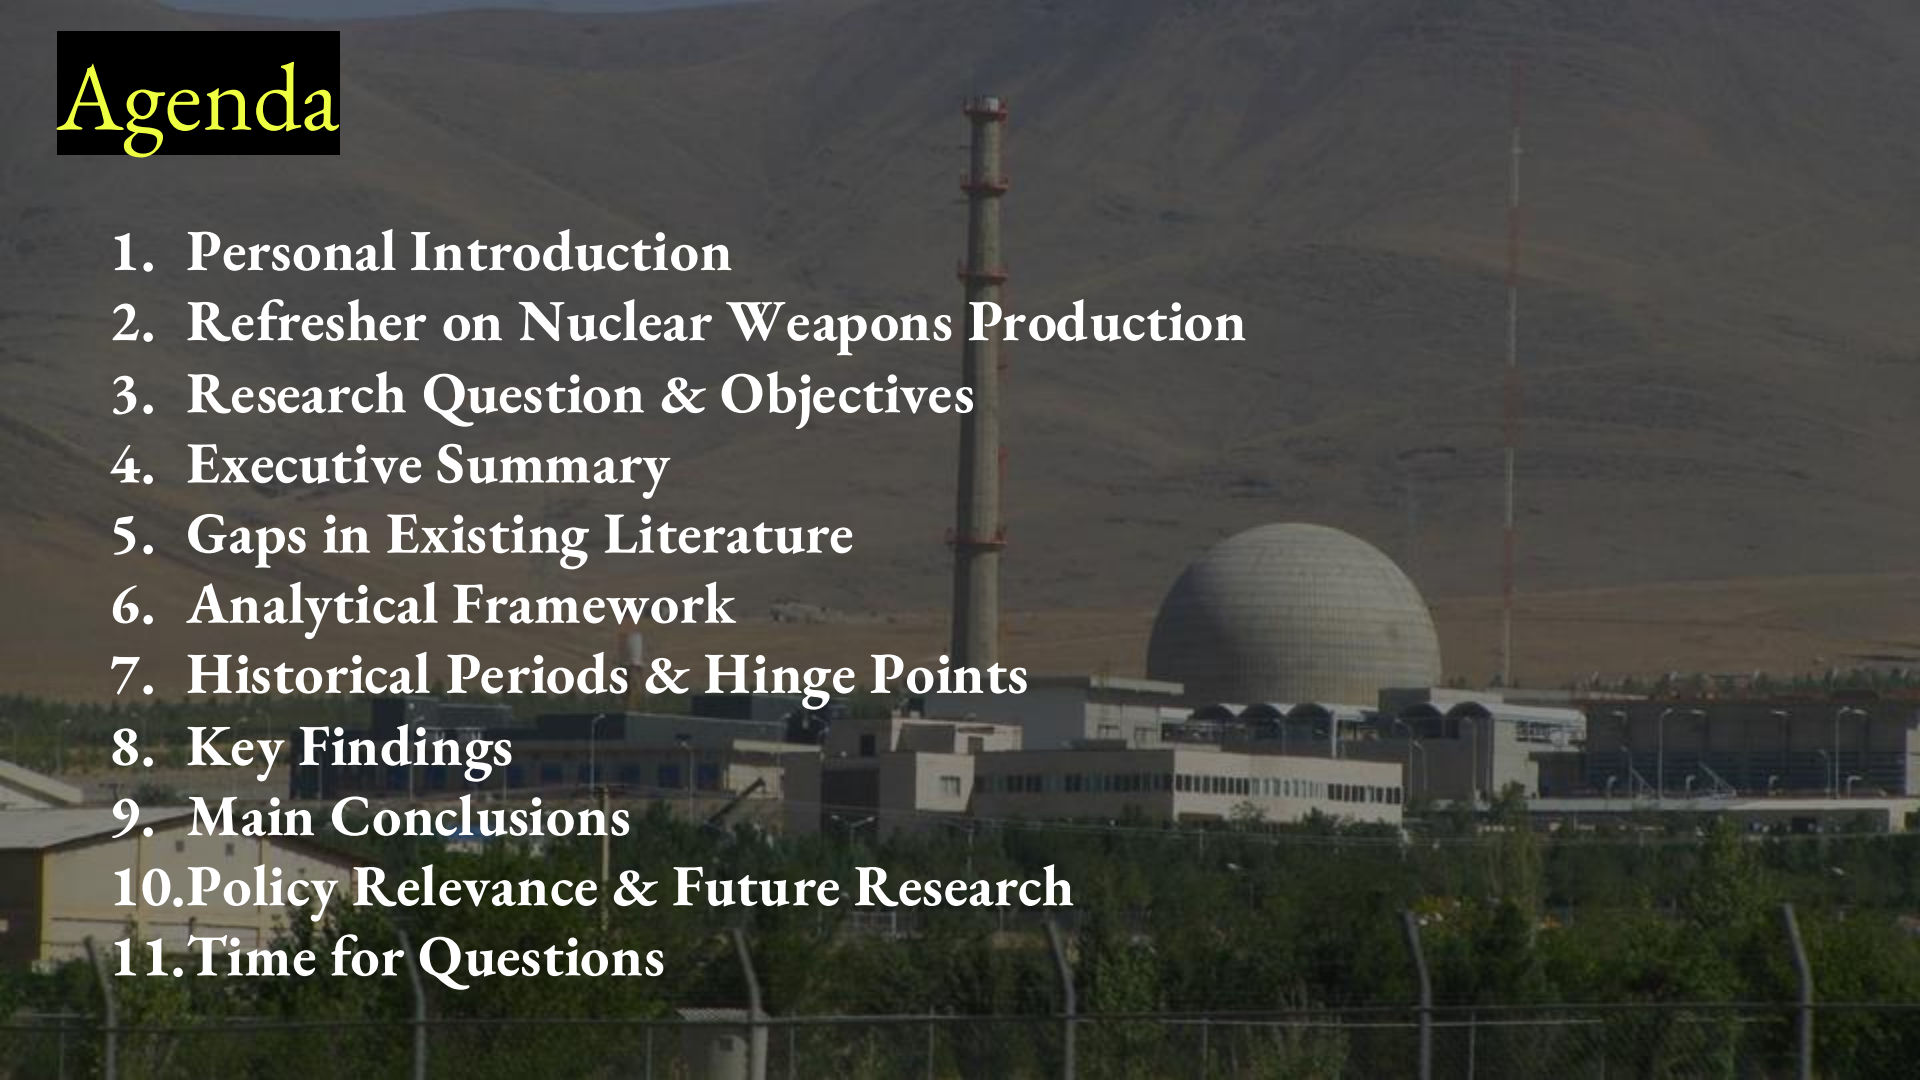 Agenda
1. Personal Introduction
2. Refresher on Nuclear Weapons Production
3. Research Question & Objectives
4. Executive Summary
5. Gaps in Existing Literature
6. Analytical Framework
7. Historical Periods & Hinge Points
8. Key Findings
9. Main Conclusions
10.Policy Relevance & Future Research
11.Time for Questions